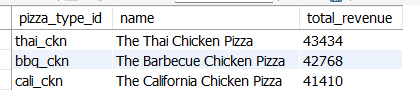 pizza_type_id name total_revenue
thai_ckn The Thai Chicken Pizza 43434
bbq_ckn The Barbecue Chicken Pizza 42768
cali_ckn The California Chicken Pizza 41410